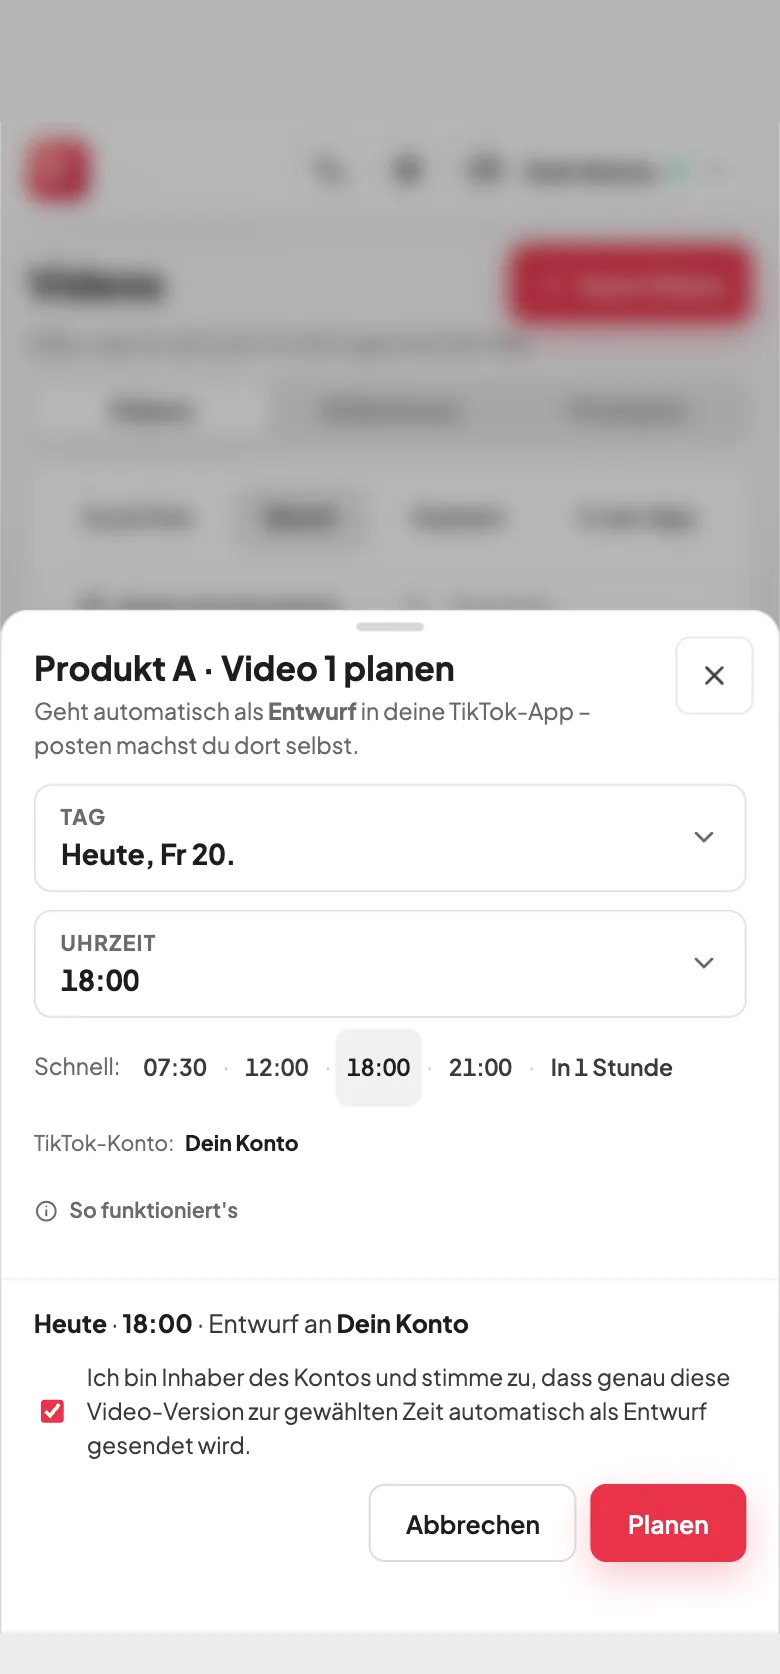 Videos
Produkt A · Video 1 planen
Geht automatisch als Entwurf in deine TikTok-App –
posten machst du dort selbst.
TAG
Heute, Fr 20.
UHRZEIT
18:00
Schnell: 07:30 · 12:00 · 18:00 · 21:00 · In 1 Stunde
TikTok-Konto: Dein Konto
So funktioniert's
Heute · 18:00 · Entwurf an Dein Konto
Ich bin Inhaber des Kontos und stimme zu, dass genau diese
Video-Version zur gewählten Zeit automatisch als Entwurf
gesendet wird.
Abbrechen
Planen